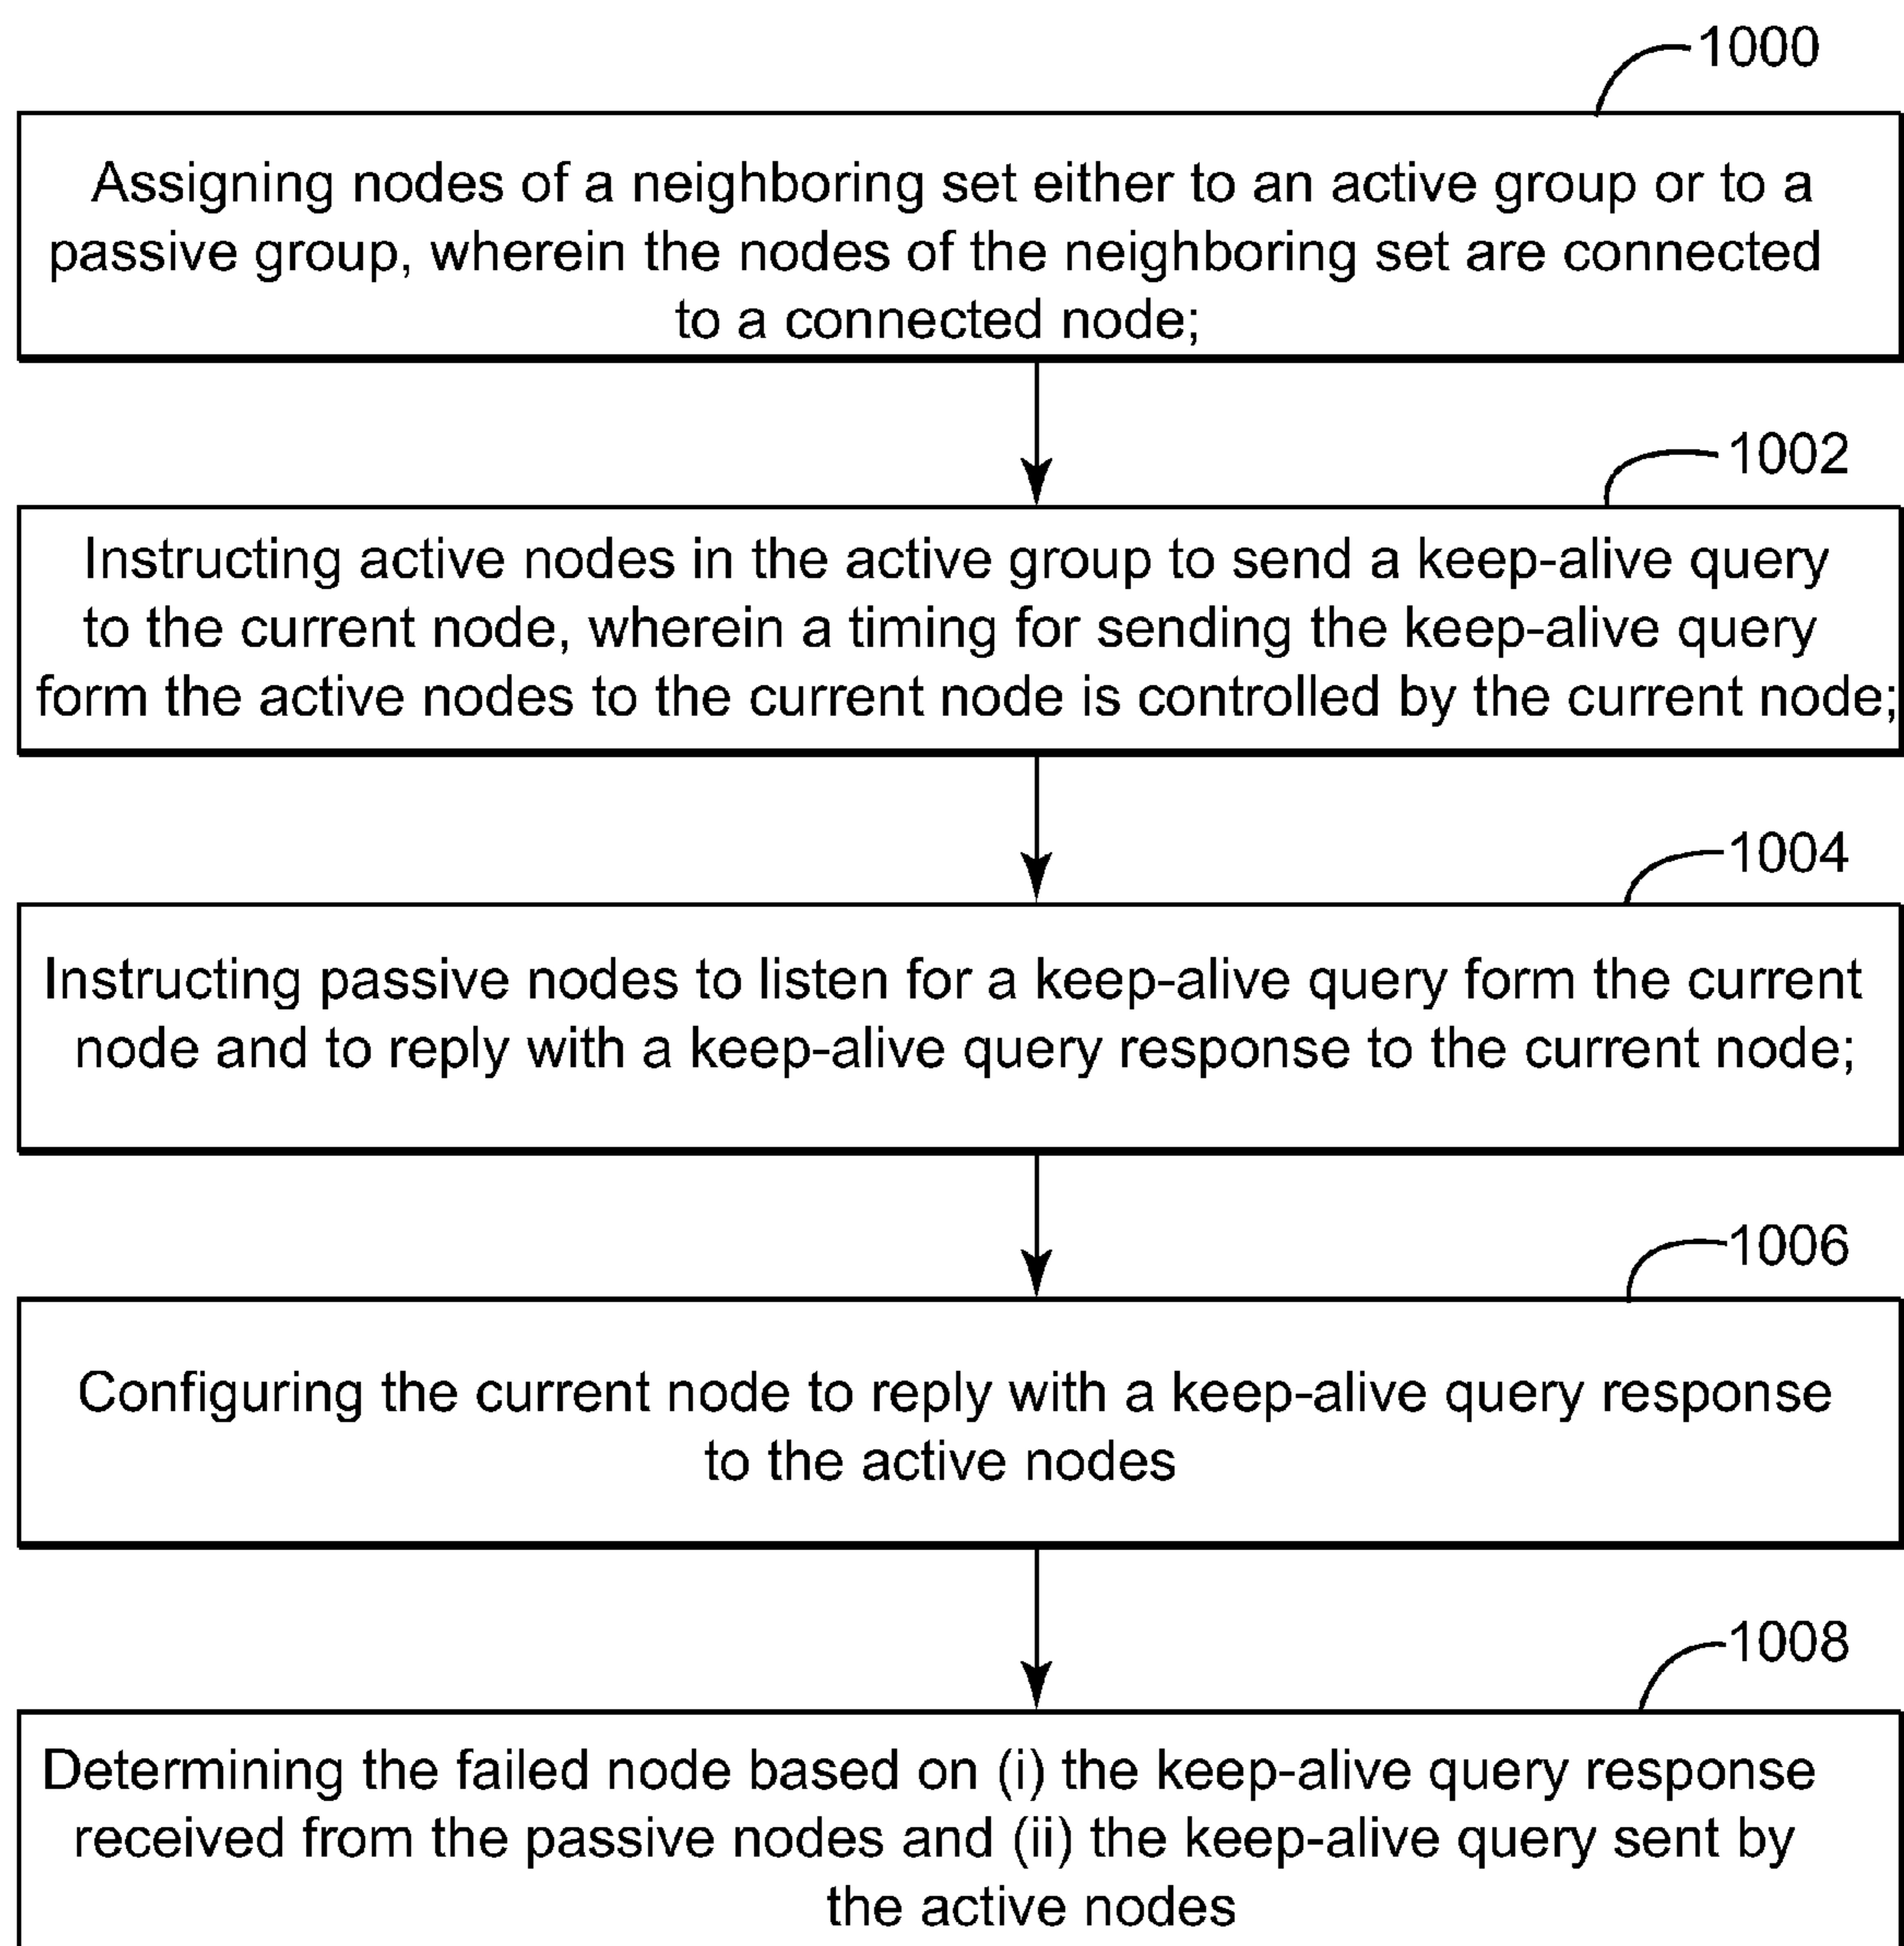 1000
Assigning nodes of a neighboring set either to an active group or to a
passive group, wherein the nodes of the neighboring set are connected
to a connected node;
1002
Instructing active nodes in the active group to send a keep-alive query
to the current node, wherein a timing for sending the keep-alive query
form the active nodes to the current node is controlled by the current node;
1004
Instructing passive nodes to listen for a keep-alive query form the current
node and to reply with a keep-alive query response to the current node;
1006
Configuring the current node to reply with a keep-alive query response
to the active nodes
1008
Determining the failed node based on (i) the keep-alive query response
received from the passive nodes and (ii) the keep-alive query sent by
the active nodes